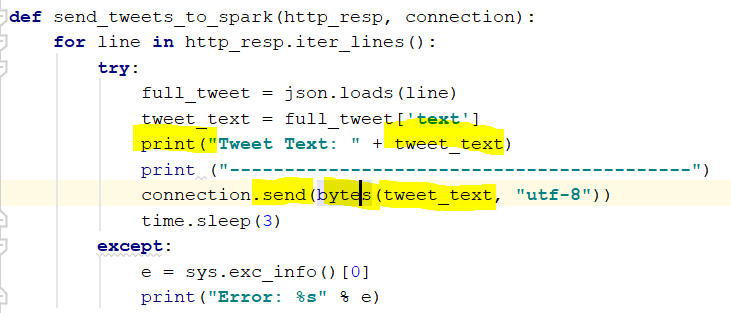 def send_tweets_to_spark(http_resp, connection):
    for line in http_resp.iter_lines():
        try:
            full_tweet = json.loads(line)
            tweet_text = full_tweet['text']
            print("Tweet Text: " + tweet_text)
            print ("------------------------------------------")
            connection.send(bytes(tweet_text, "utf-8"))
            time.sleep(3)
        except:
            e = sys.exc_info()[0]
            print("Error: %s" % e)